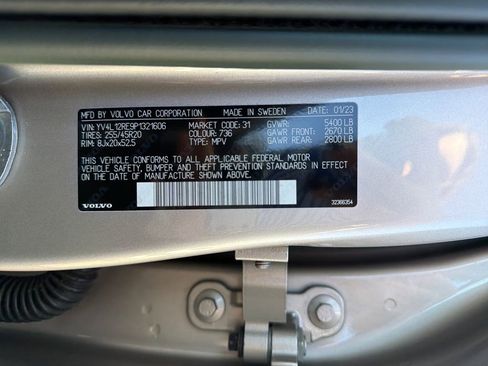 MFD BY VOLVO CAR CORPORATION MADE IN SWEDEN DATE: 01/23
VIN: YV4L12RE9P1321606 MARKET CODE: 31 GVWR: 5400 LB
TIRES: 255/45R20 COLOUR: 736 GAWR FRONT: 2670 LB
RIM: 8Jx20x52.5 TYPE: MPV GAWR REAR: 2800 LB
THIS VEHICLE CONFORMS TO ALL APPLICABLE FEDERAL MOTOR
VEHICLE SAFETY, BUMPER AND THEFT PREVENTION STANDARDS IN EFFECT
ON THE DATE OF MANUFACTURE SHOWN ABOVE.
VOLVO 32366354